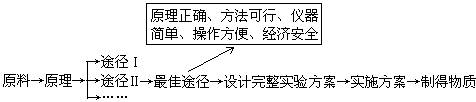 原理正确、方法可行、仪器
简单、操作方便、经济安全
途径Ⅰ
原料→原理→途径Ⅱ→最佳途径→设计完整实验方案→实施方案→制得物质
……